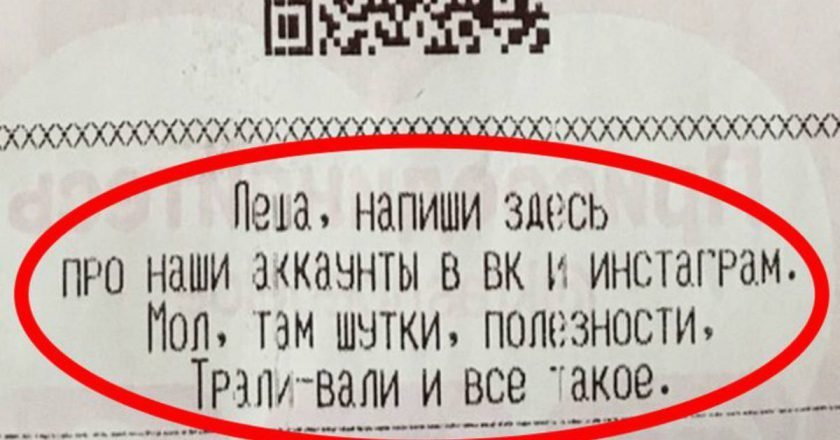 Леша, напиши здесь
про наши аккаунты в вк и инстаграм.
Мол, там шутки, полезности,
Трали-вали и все такое.